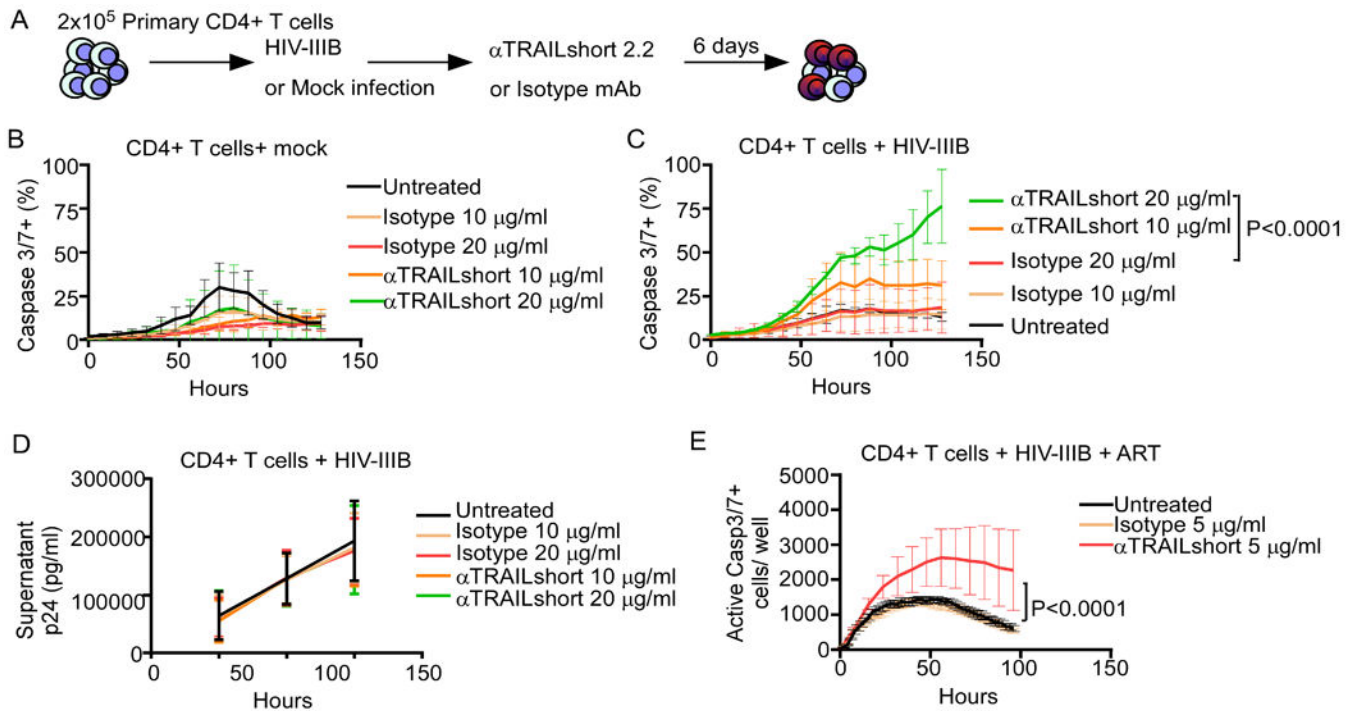 A
2x10⁵ Primary CD4+ T cells
HIV-IIIB
or Mock infection
αTRAILshort 2.2
or Isotype mAb
6 days
B
CD4+ T cells+ mock
Caspase 3/7+ (%)
100
75
50
25
0
0 50 100 150
Hours
Untreated
Isotype 10 μg/ml
Isotype 20 μg/ml
αTRAILshort 10 μg/ml
αTRAILshort 20 μg/ml
C
CD4+ T cells + HIV-IIIB
Caspase 3/7+ (%)
100
75
50
25
0
0 50 100 150
Hours
αTRAILshort 20 μg/ml
αTRAILshort 10 μg/ml
Isotype 20 μg/ml
Isotype 10 μg/ml
Untreated
P<0.0001
D
CD4+ T cells + HIV-IIIB
Supernatant
p24 (pg/ml)
300000
200000
100000
0
0 50 100 150
Hours
Untreated
Isotype 10 μg/ml
Isotype 20 μg/ml
αTRAILshort 10 μg/ml
αTRAILshort 20 μg/ml
E
CD4+ T cells + HIV-IIIB + ART
Active Casp3/7+
cells/ well
5000
4000
3000
2000
1000
0
0 50 100 150
Hours
Untreated
Isotype 5 μg/ml
αTRAILshort 5 μg/ml
P<0.0001